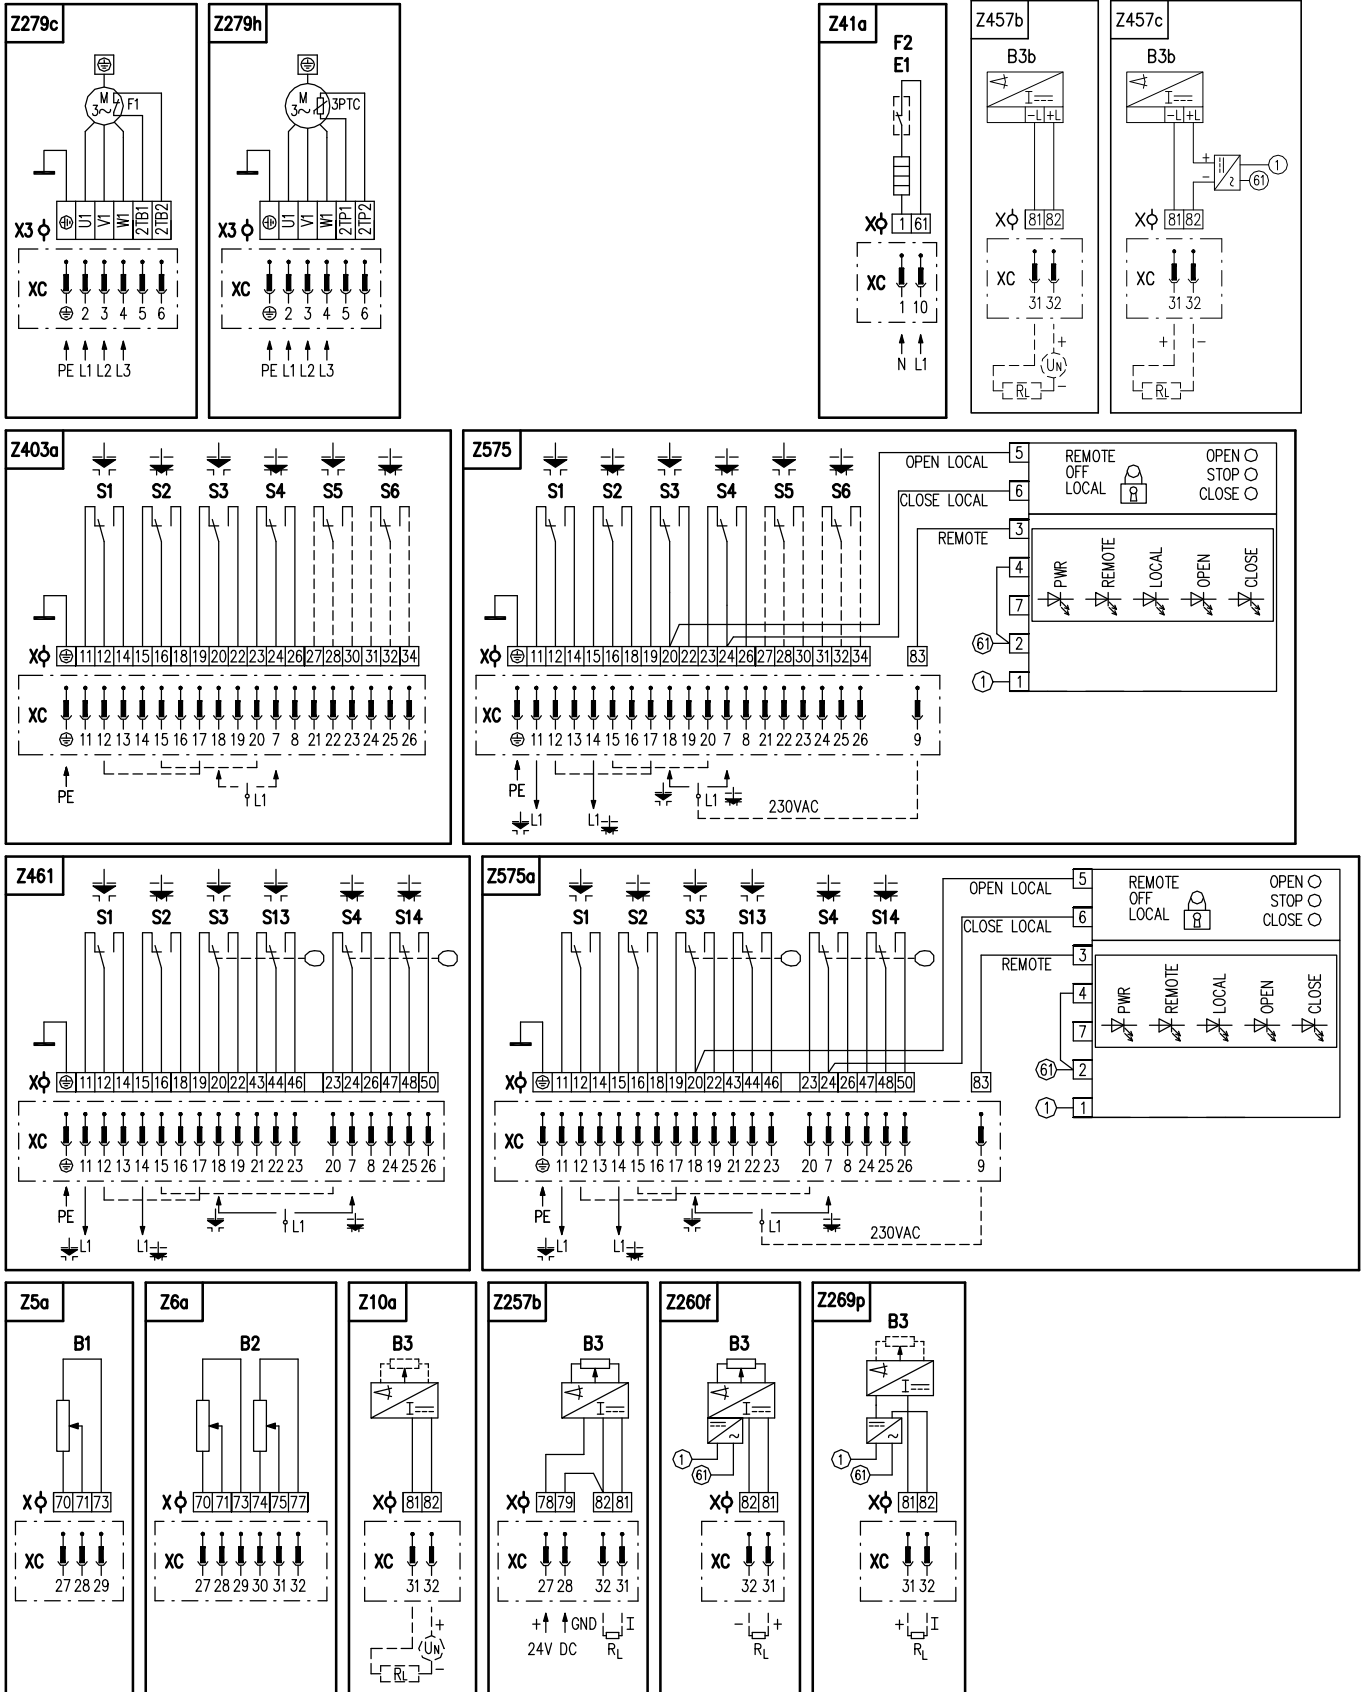 Z279c
M
3~
F1
X3
U1
V1
W1
2TB1
2TB2
XC
2 3 4 5 6
PE L1 L2 L3
Z279h
M
3~
3PTC
X3
U1
V1
W1
2TP1
2TP2
XC
2 3 4 5 6
PE L1 L2 L3
Z41a
F2
E1
X 1 61
XC
1 10
N L1
Z457b
B3b
I
-L +L
X 81 82
XC
31 32
+
UN
-
RL
Z457c
B3b
I
-L +L
+
-
~
1
61
X 81 82
XC
31 32
+ -
RL
Z403a
S1 S2 S3 S4 S5 S6
X 11 12 14 15 16 18 19 20 22 23 24 26 27 28 30 31 32 34
XC
11 12 13 14 15 16 17 18 19 20 7 8 21 22 23 24 25 26
PE
L1
Z575
S1 S2 S3 S4 S5 S6
OPEN LOCAL
CLOSE LOCAL
REMOTE
5
6
3
4
7
2
1
61
1
REMOTE
OFF
LOCAL
OPEN
STOP
CLOSE
PWR
REMOTE
LOCAL
OPEN
CLOSE
X 11 12 14 15 16 18 19 20 22 23 24 26 27 28 30 31 32 34 83
XC
11 12 13 14 15 16 17 18 19 20 7 8 21 22 23 24 25 26 9
PE
L1 L1 L1
230VAC
Z461
S1 S2 S3 S13 S4 S14
X 11 12 14 15 16 18 19 20 22 43 44 46 23 24 26 47 48 50
XC
11 12 13 14 15 16 17 18 19 21 22 23 20 7 8 24 25 26
PE
L1 L1 L1
Z575a
S1 S2 S3 S13 S4 S14
OPEN LOCAL
CLOSE LOCAL
REMOTE
5
6
3
4
7
2
1
61
1
REMOTE
OFF
LOCAL
OPEN
STOP
CLOSE
PWR
REMOTE
LOCAL
OPEN
CLOSE
X 11 12 14 15 16 18 19 20 22 43 44 46 23 24 26 47 48 50 83
XC
11 12 13 14 15 16 17 18 19 21 22 23 20 7 8 24 25 26 9
PE
L1 L1 L1
230VAC
Z5a
B1
X 70 71 73
XC
27 28 29
Z6a
B2
X 70 71 73 74 75 77
XC
27 28 29 30 31 32
Z10a
B3
I
X 81 82
XC
31 32
+
UN
-
RL
Z257b
B3
I
X 78 79 82 81
XC
27 28 32 31
+ GND I
24V DC RL
Z260f
B3
I
~
1
61
X 82 81
XC
32 31
- +
RL
Z269p
B3
I
~
1
61
X 81 82
XC
31 32
+ I
RL